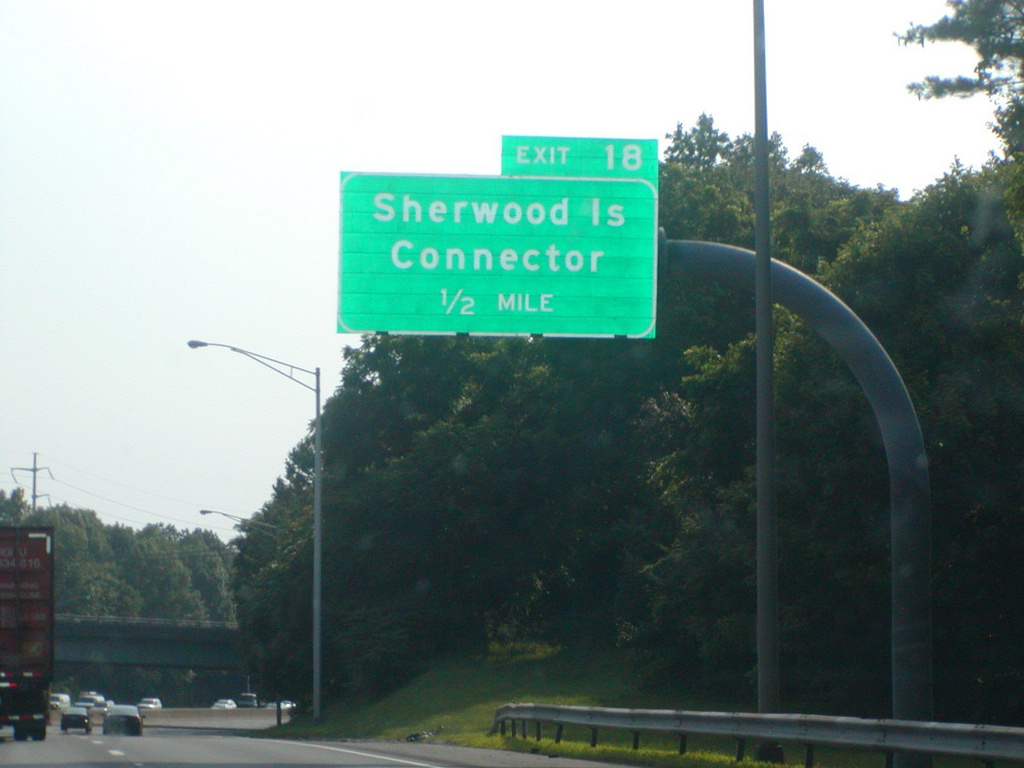 EXIT 18
Sherwood Is
Connector
1/2 MILE